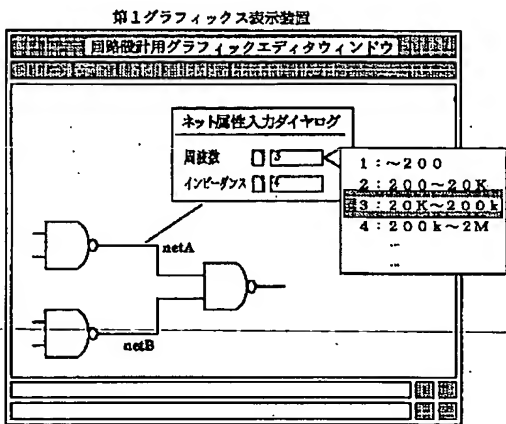 第1グラフィックス表示装置
回路設計用グラフィックエディタウィンドウ
ネット属性入力ダイヤログ
周波数 3
インピーダンス 4
1:~200
2:200~20K
3:20K~200k
4:200k~2M
...
...
netA
netB